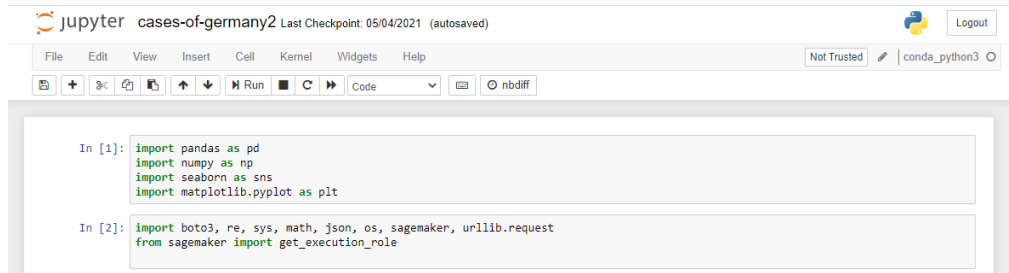 jupyter cases-of-germany2 Last Checkpoint: 05/04/2021 (autosaved) Logout
File Edit View Insert Cell Kernel Widgets Help Not Trusted conda_python3
Run Code nbdiff
In [1]: import pandas as pd
import numpy as np
import seaborn as sns
import matplotlib.pyplot as plt
In [2]: import boto3, re, sys, math, json, os, sagemaker, urllib.request
from sagemaker import get_execution_role